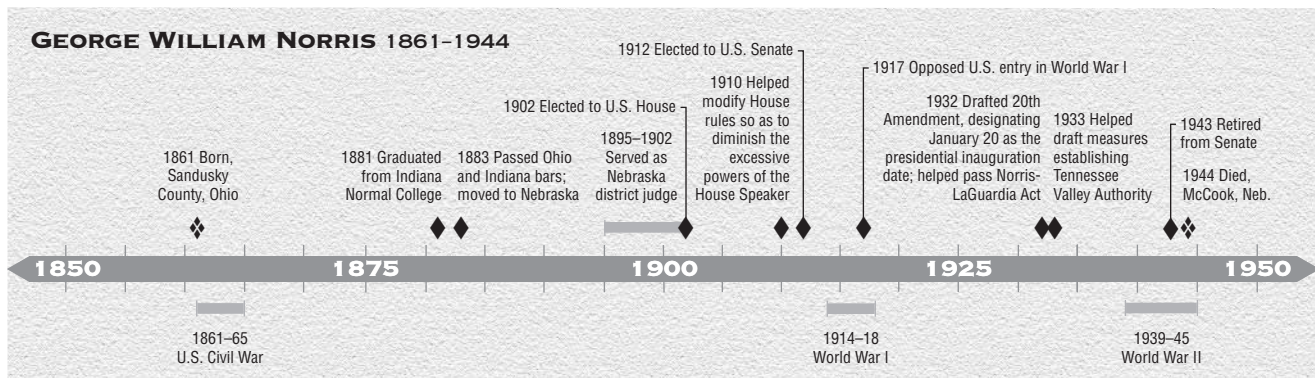 GEORGE WILLIAM NORRIS 1861–1944
1861 Born,
Sandusky
County, Ohio
1881 Graduated
from Indiana
Normal College
1883 Passed Ohio
and Indiana bars;
moved to Nebraska
1895–1902
Served as
Nebraska
district judge
1902 Elected to U.S. House
1910 Helped
modify House
rules so as to
diminish the
excessive
powers of the
House Speaker
1912 Elected to U.S. Senate
1917 Opposed U.S. entry in World War I
1932 Drafted 20th
Amendment, designating
January 20 as the
presidential inauguration
date; helped pass Norris-
LaGuardia Act
1933 Helped
draft measures
establishing
Tennessee
Valley Authority
1943 Retired
from Senate
1944 Died,
McCook, Neb.
1850 1875 1900 1925 1950
1861–65
U.S. Civil War
1914–18
World War I
1939–45
World War II